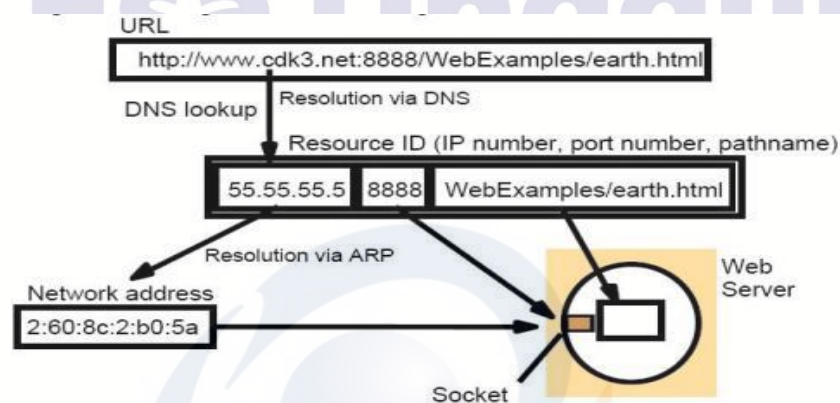 URL
http://www.cdk3.net:8888/WebExamples/earth.html
DNS lookup
Resolution via DNS
Resource ID (IP number, port number, pathname)
55.55.55.5 8888 WebExamples/earth.html
Resolution via ARP
Network address
2:60:8c:2:b0:5a
Web
Server
Socket